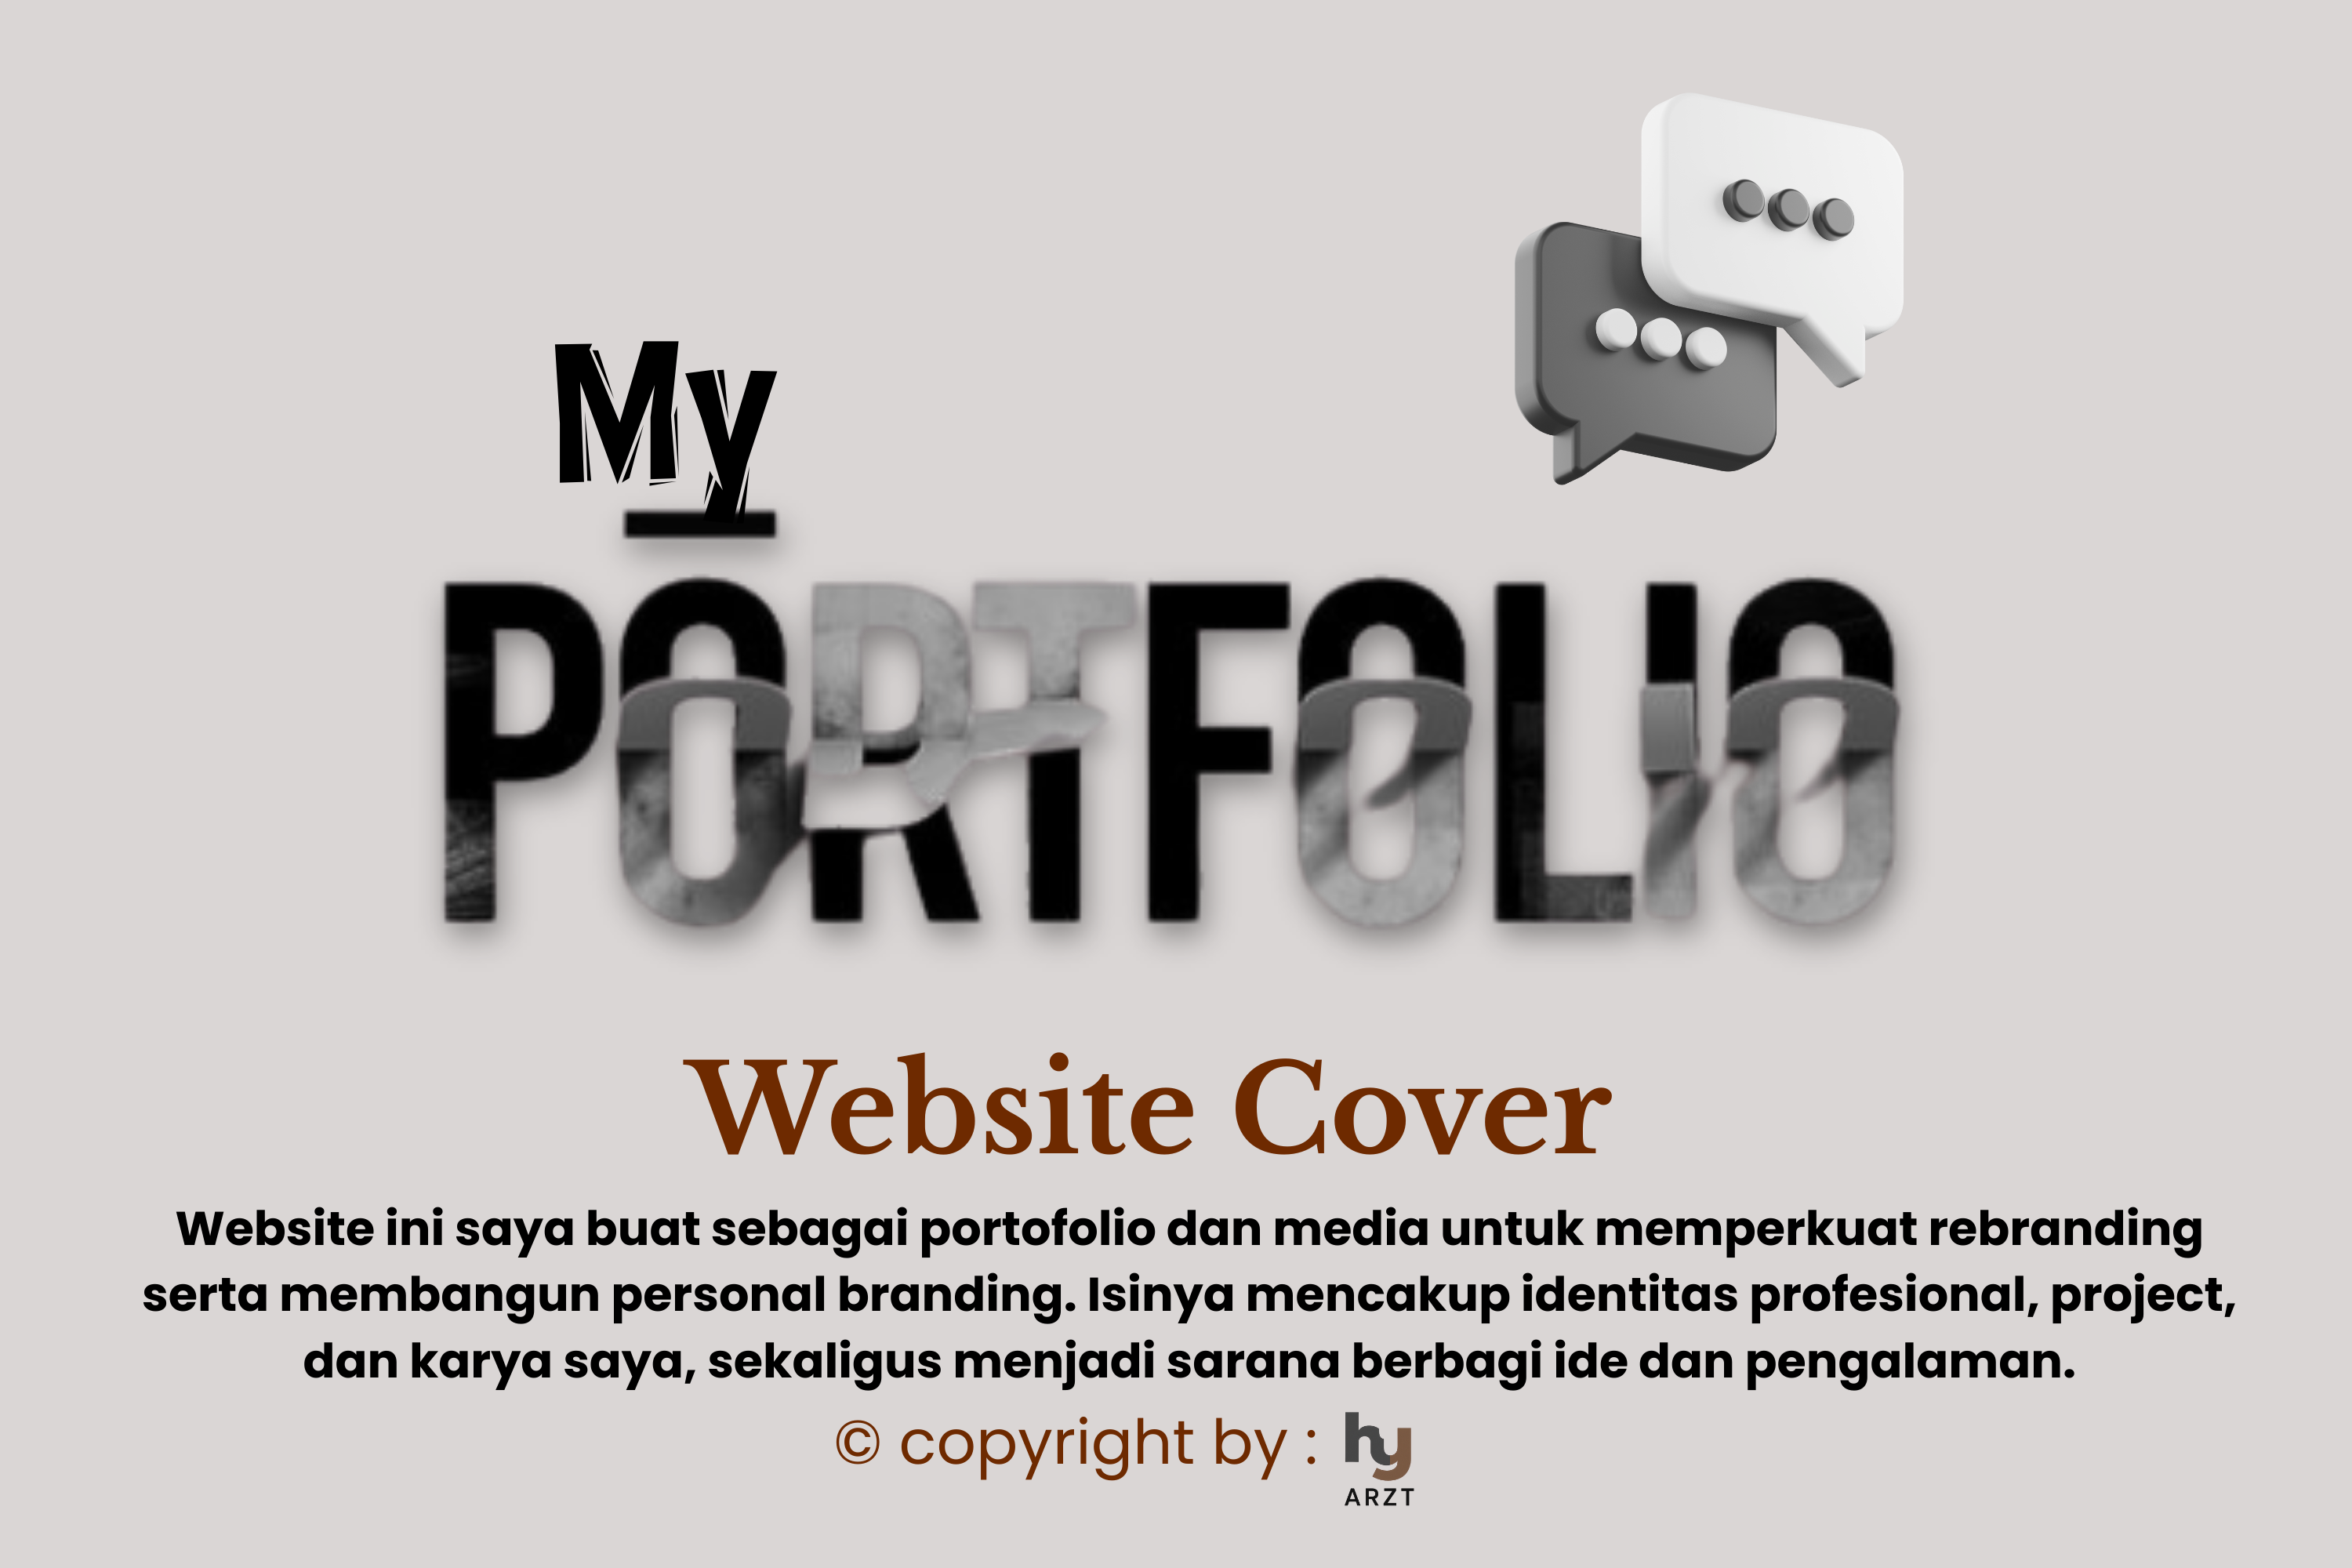 My
PORTFOLIO
Website Cover
Website ini saya buat sebagai portofolio dan media untuk memperkuat rebranding
serta membangun personal branding. Isinya mencakup identitas profesional, project,
dan karya saya, sekaligus menjadi sarana berbagi ide dan pengalaman.
© copyright by : hy
ARZT